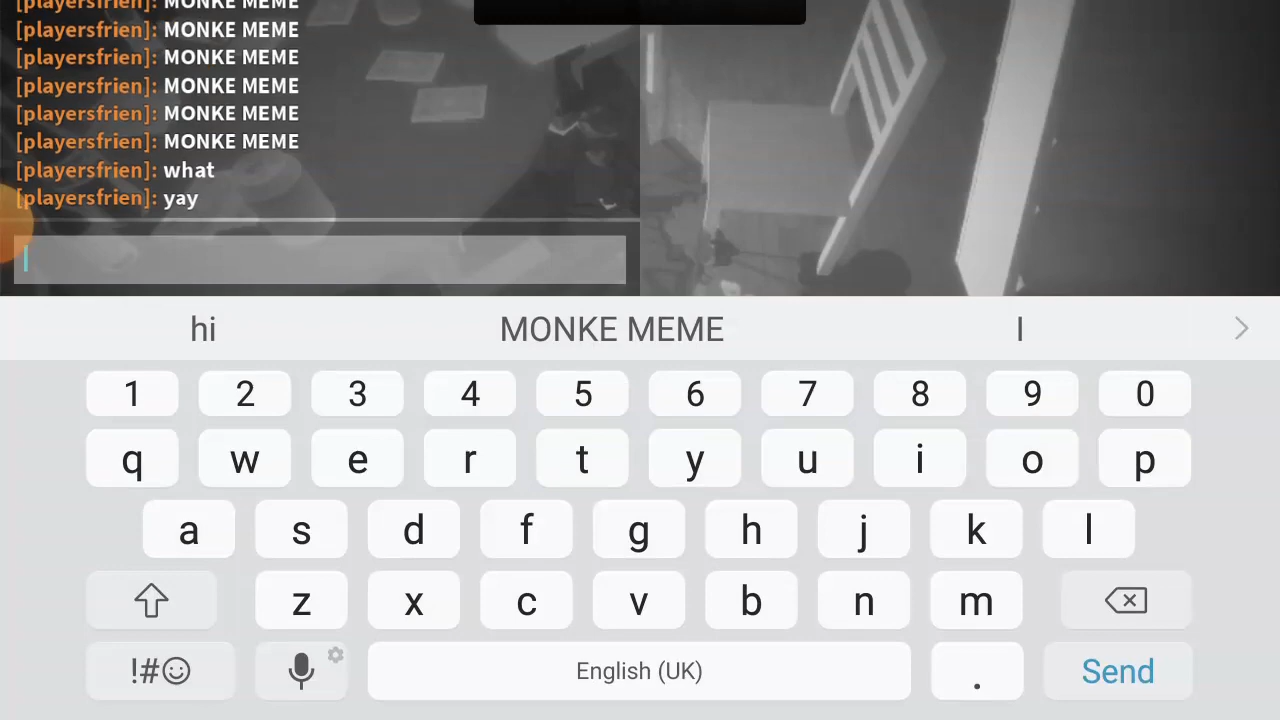 [playersfrien]: MONKE MEME
[playersfrien]: MONKE MEME
[playersfrien]: MONKE MEME
[playersfrien]: MONKE MEME
[playersfrien]: MONKE MEME
[playersfrien]: MONKE MEME
[playersfrien]: what
[playersfrien]: yay
hi MONKE MEME I
1 2 3 4 5 6 7 8 9 0
q w e r t y u i o p
a s d f g h j k l
z x c v b n m
!#☺ English (UK) . Send